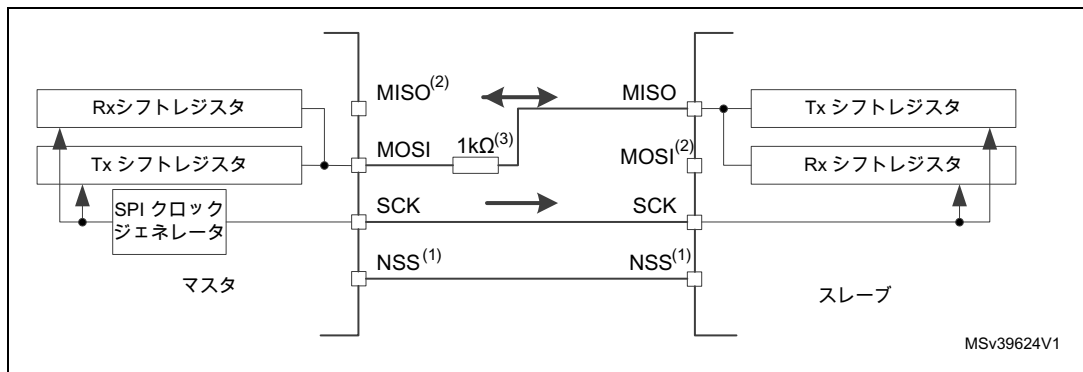 Rxシフトレジスタ
Tx シフトレジスタ
SPI クロック
ジェネレータ
マスタ
MISO(2)
MOSI
1kΩ(3)
SCK
NSS(1)
MISO
MOSI(2)
SCK
NSS(1)
Tx シフトレジスタ
Rx シフトレジスタ
スレーブ
MSv39624V1